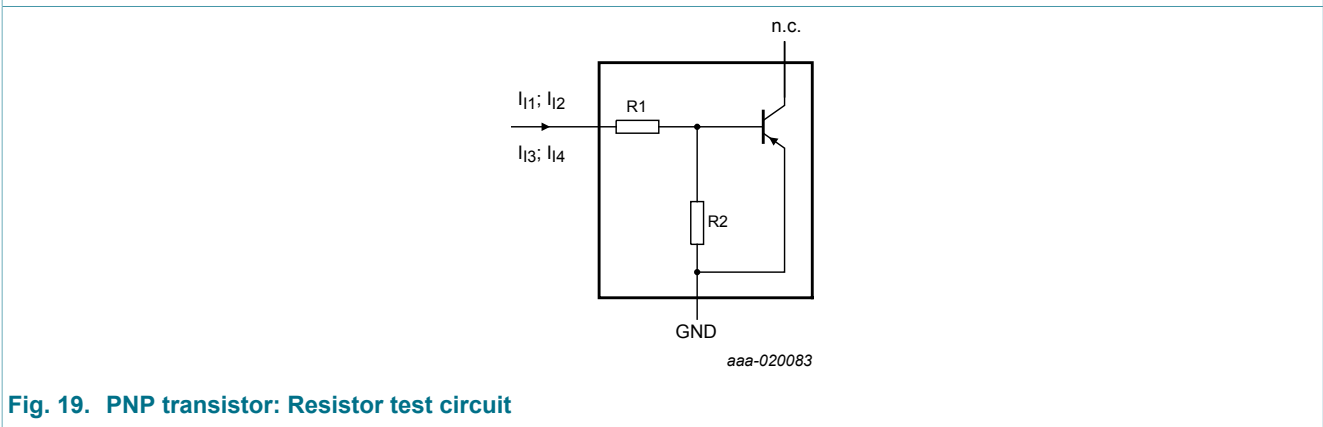 n.c.
I_I1; I_I2
R1
I_I3; I_I4
R2
GND
aaa-020083
Fig. 19. PNP transistor: Resistor test circuit